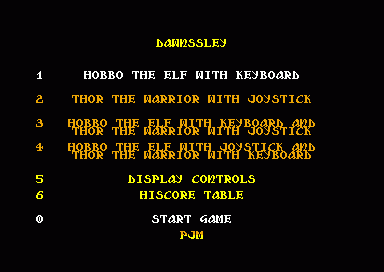 DAWNSSLEY
1 HOBBO THE ELF WITH KEYBOARD
2 THOR THE WARRIOR WITH JOYSTICK
3 HOBBO THE ELF WITH KEYBOARD AND
THOR THE WARRIOR WITH JOYSTICK
4 HOBBO THE ELF WITH JOYSTICK AND
THOR THE WARRIOR WITH KEYBOARD
5 DISPLAY CONTROLS
6 HISCORE TABLE
0 START GAME
PJM